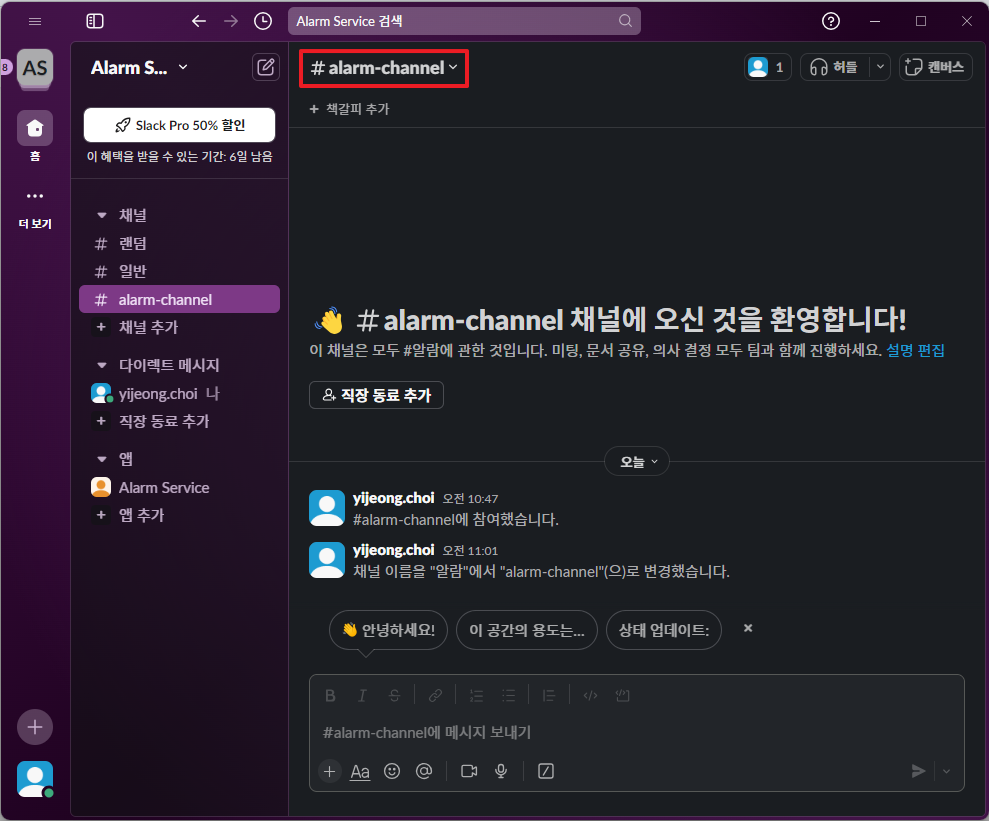 Alarm Service 검색
8
AS
홈
더 보기
Alarm S...
Slack Pro 50% 할인
이 혜택을 받을 수 있는 기간: 6일 남음
채널
# 랜덤
# 일반
# alarm-channel
+ 채널 추가
다이렉트 메시지
yijeong.choi 나
+ 직장 동료 추가
앱
Alarm Service
+ 앱 추가
# alarm-channel
1
허들
캔버스
+ 책갈피 추가
👋 # alarm-channel 채널에 오신 것을 환영합니다!
이 채널은 모두 #알람에 관한 것입니다. 미팅, 문서 공유, 의사 결정 모두 팀과 함께 진행하세요. 설명 편집
직장 동료 추가
오늘
yijeong.choi 오전 10:47
#alarm-channel에 참여했습니다.
yijeong.choi 오전 11:01
채널 이름을 "알람"에서 "alarm-channel"(으)로 변경했습니다.
👋 안녕하세요!
이 공간의 용도는...
상태 업데이트:
B I S
#alarm-channel에 메시지 보내기
+ Aa @